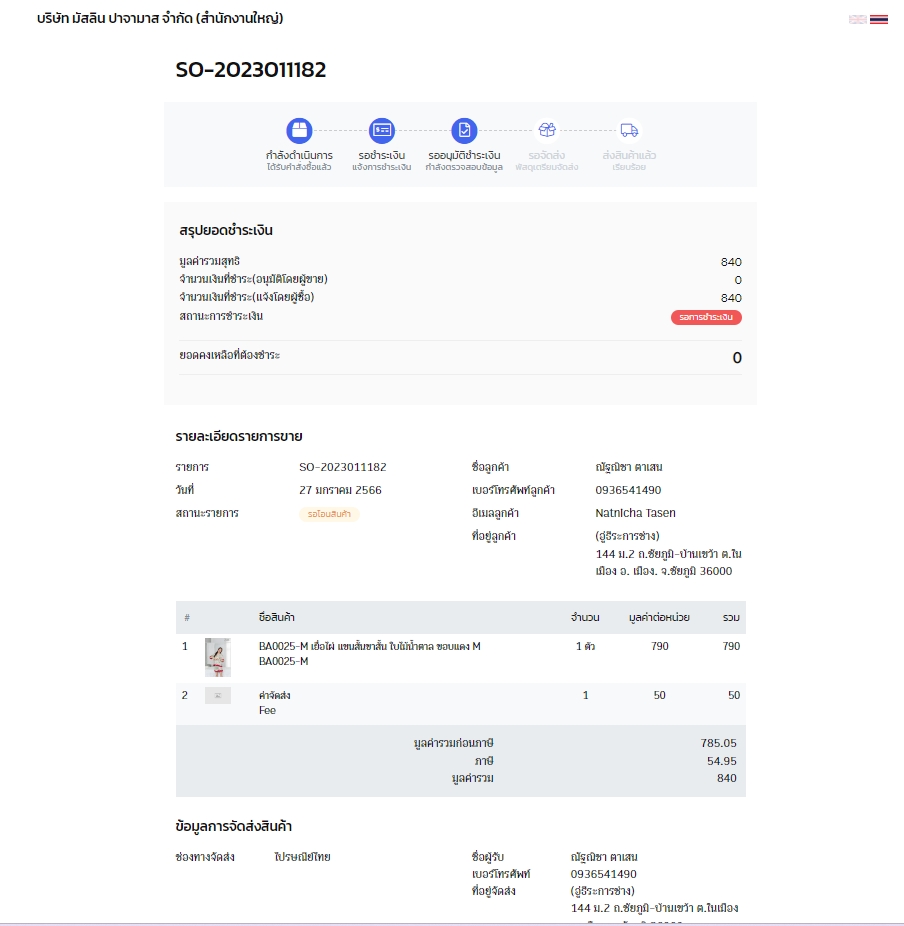 บริษัท มัสลิน ปาจามาส จำกัด (สำนักงานใหญ่)
SO-2023011182
กำลังดำเนินการ รอชำระเงิน รออนุมัติชำระเงิน รอจัดส่ง ส่งสินค้าแล้ว
ได้รับคำสั่งซื้อแล้ว แจ้งการชำระเงิน กำลังตรวจสอบข้อมูล พัสดุเตรียมจัดส่ง เรียบร้อย
สรุปยอดชำระเงิน
มูลค่ารวมสุทธิ 840
จำนวนเงินที่ชำระ(อนุมัติโดยผู้ขาย) 0
จำนวนเงินที่ชำระ(แจ้งโดยผู้ซื้อ) 840
สถานะการชำระเงิน รอการชำระเงิน
ยอดคงเหลือที่ต้องชำระ 0
รายละเอียดรายการขาย
รายการ SO-2023011182 ชื่อลูกค้า ณัฐณิชา ตาเสน
วันที่ 27 มกราคม 2566 เบอร์โทรศัพท์ลูกค้า 0936541490
สถานะรายการ รอโอนสินค้า อีเมลลูกค้า Natnicha Tasen
ที่อยู่ลูกค้า (อู่ธีระการช่าง)
144 ม.2 ถ.ชัยภูมิ-บ้านเขว้า ต.ใน
เมือง อ. เมือง. จ.ชัยภูมิ 36000
# ชื่อสินค้า จำนวน มูลค่าต่อหน่วย รวม
1 BA0025-M เยื่อไผ่ แขนสั้นขาสั้น ใบไม้น้ำตาล ขอบแดง M 1 ตัว 790 790
BA0025-M
2 ค่าจัดส่ง 1 50 50
Fee
มูลค่ารวมก่อนภาษี 785.05
ภาษี 54.95
มูลค่ารวม 840
ข้อมูลการจัดส่งสินค้า
ช่องทางจัดส่ง ไปรษณีย์ไทย ชื่อผู้รับ ณัฐณิชา ตาเสน
เบอร์โทรศัพท์ 0936541490
ที่อยู่จัดส่ง (อู่ธีระการช่าง)
144 ม.2 ถ.ชัยภูมิ-บ้านเขว้า ต.ในเมือง